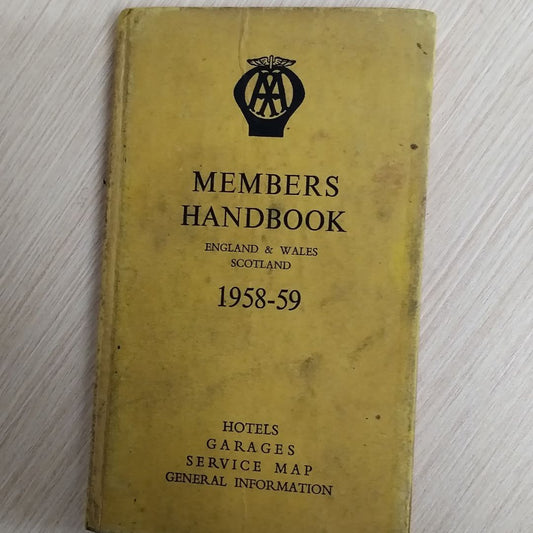 AA
MEMBERS
HANDBOOK
ENGLAND & WALES
SCOTLAND
1958-59
HOTELS
GARAGES
SERVICE MAP
GENERAL INFORMATION